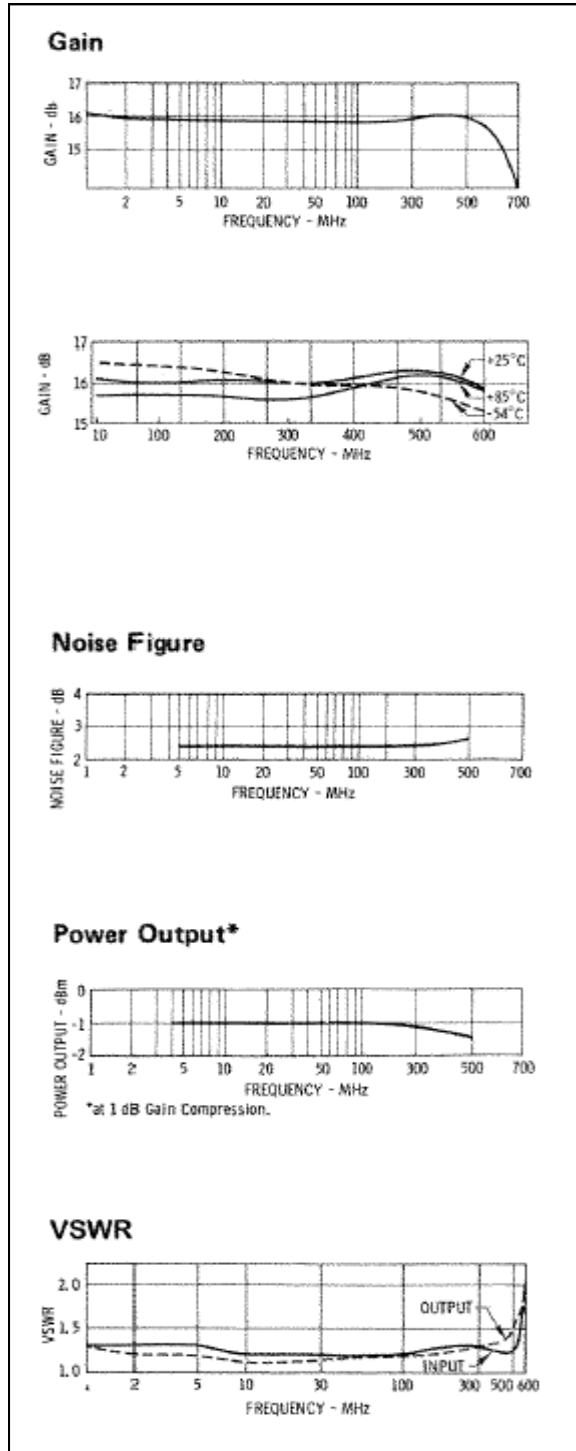 Gain
17
16
15
GAIN - db
2 5 10 20 50 100 300 500 700
FREQUENCY - MHz
17
16
15
GAIN - dB
+25°C
+85°C
-54°C
10 100 200 300 400 500 600
FREQUENCY - MHz
Noise Figure
4
3
2
NOISE FIGURE - dB
1 2 5 10 20 50 100 300 500 700
FREQUENCY - MHz
Power Output*
0
-1
-2
POWER OUTPUT - dBm
1 2 5 10 20 50 100 300 500 700
FREQUENCY - MHz
*at 1 dB Gain Compression.
VSWR
2.0
1.5
1.0
VSWR
OUTPUT
INPUT
1 2 5 10 30 100 300 500 600
FREQUENCY - MHz